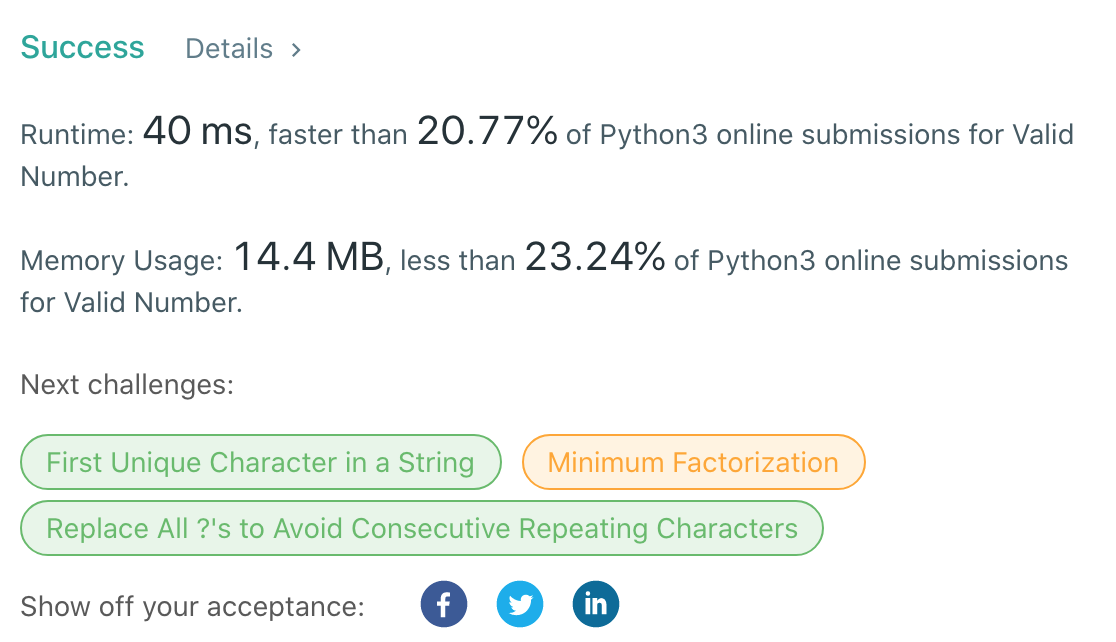 Success Details >
Runtime: 40 ms, faster than 20.77% of Python3 online submissions for Valid
Number.
Memory Usage: 14.4 MB, less than 23.24% of Python3 online submissions
for Valid Number.
Next challenges:
First Unique Character in a String Minimum Factorization
Replace All ?'s to Avoid Consecutive Repeating Characters
Show off your acceptance: f in